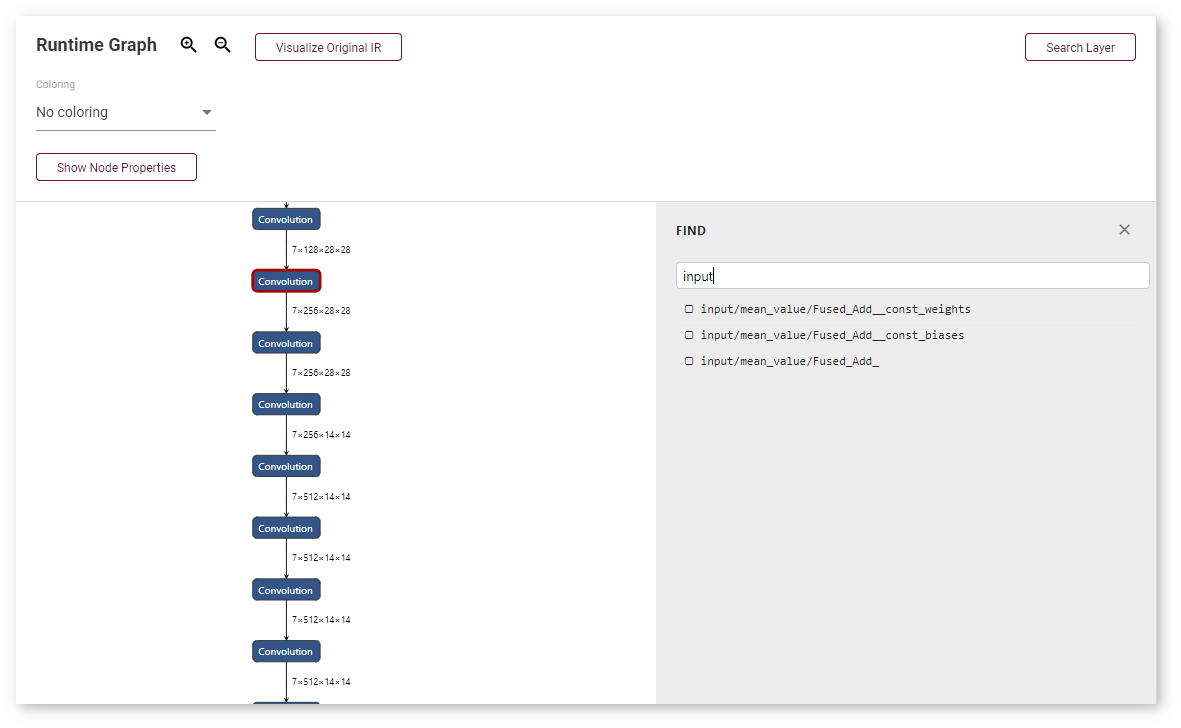 Runtime Graph
Visualize Original IR
Search Layer
Coloring
No coloring
Show Node Properties
Convolution
7×128×28×28
Convolution
7×256×28×28
Convolution
7×256×28×28
Convolution
7×256×14×14
Convolution
7×512×14×14
Convolution
7×512×14×14
Convolution
7×512×14×14
Convolution
7×512×14×14
FIND
input
input/mean_value/Fused_Add__const_weights
input/mean_value/Fused_Add__const_biases
input/mean_value/Fused_Add_